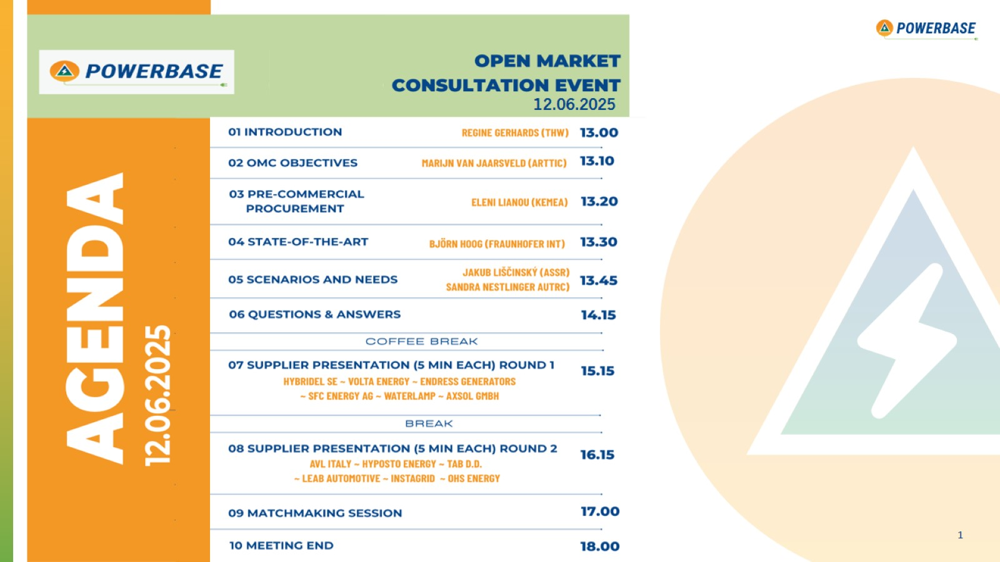 POWERBASE
POWERBASE
OPEN MARKET
CONSULTATION EVENT
12.06.2025
AGENDA
12.06.2025
01 INTRODUCTION REGINE GERHARDS (THW) 13.00
02 OMC OBJECTIVES MARIJN VAN JAARSVELD (ARTTIC) 13.10
03 PRE-COMMERCIAL
PROCUREMENT ELENI LIANOU (KEMEA) 13.20
04 STATE-OF-THE-ART BJÖRN HOOG (FRAUNHOFER INT) 13.30
05 SCENARIOS AND NEEDS JAKUB LIŠČINSKÝ (ASSR)
SANDRA NESTLINGER AUTRC) 13.45
06 QUESTIONS & ANSWERS 14.15
COFFEE BREAK
07 SUPPLIER PRESENTATION (5 MIN EACH) ROUND 1 15.15
HYBRIDEL SE ~ VOLTA ENERGY ~ ENDRESS GENERATORS
~ SFC ENERGY AG ~ WATERLAMP ~ AXSOL GMBH
BREAK
08 SUPPLIER PRESENTATION (5 MIN EACH) ROUND 2 16.15
AVL ITALY ~ HYPOSTO ENERGY ~ TAB D.D.
~ LEAB AUTOMOTIVE ~ INSTAGRID ~ OHS ENERGY
09 MATCHMAKING SESSION 17.00
10 MEETING END 18.00
1